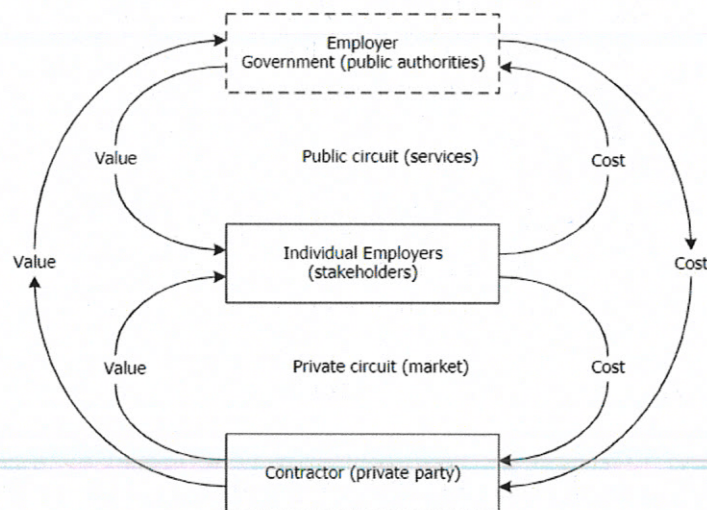 Employer
Government (public authorities)
Value
Public circuit (services)
Cost
Individual Employers
(stakeholders)
Value
Cost
Value
Private circuit (market)
Cost
Contractor (private party)